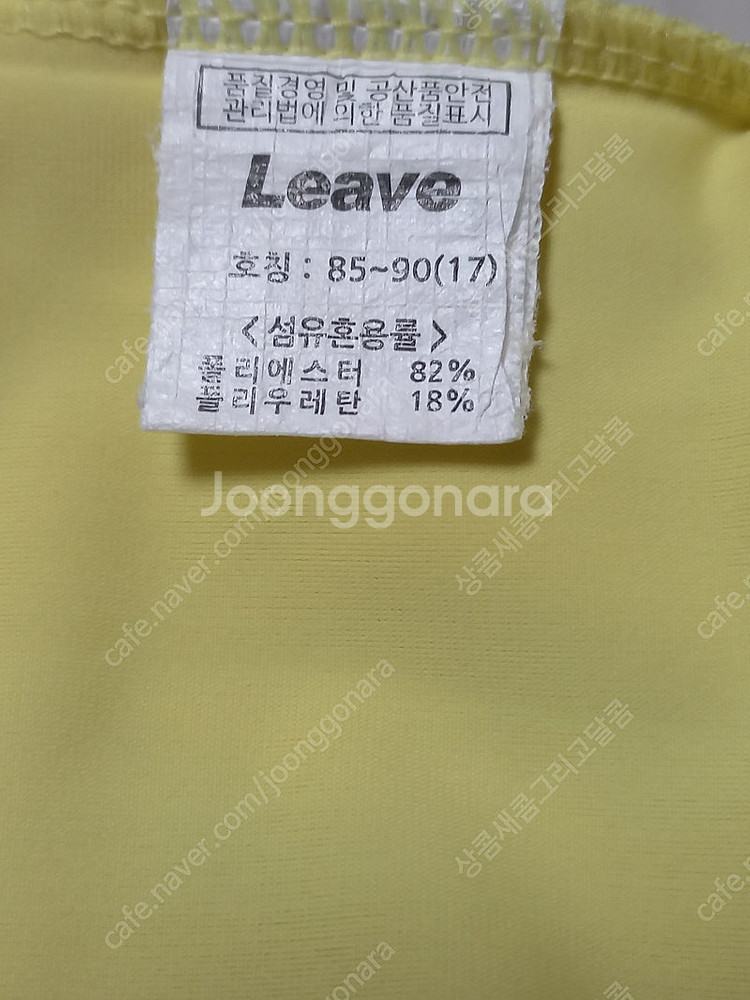 품질경영 및 공산품안전
관리법에 의한 품질표시
Leave
호칭 : 85~90(17)
<섬유혼용률>
폴리에스터 82%
폴리우레탄 18%
Joonggonara
cafe.naver.com/joonggonara
상콤새콤그리고달콤